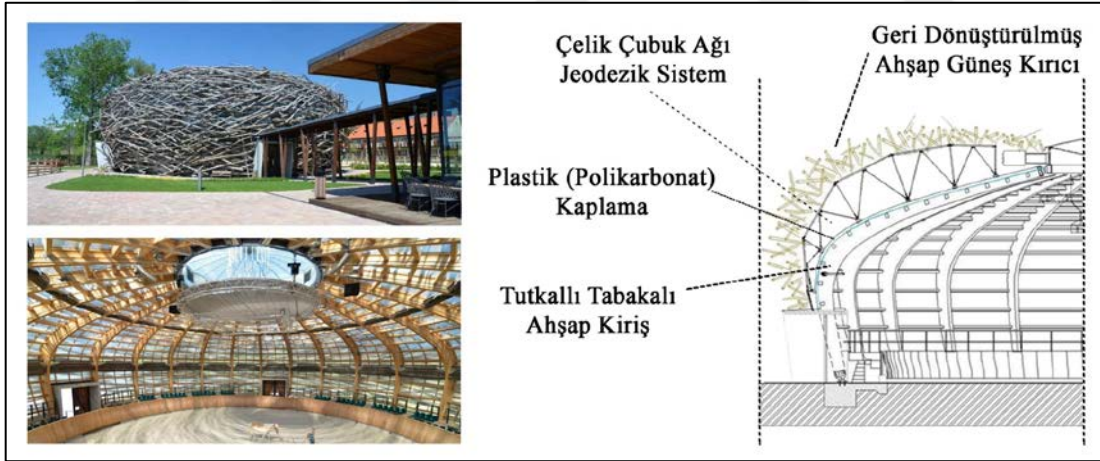 Çelik Çubuk Ağı
Jeodezik Sistem
Geri Dönüştürülmüş
Ahşap Güneş Kırıcı
Plastik (Polikarbonat)
Kaplama
Tutkallı Tabakalı
Ahşap Kiriş